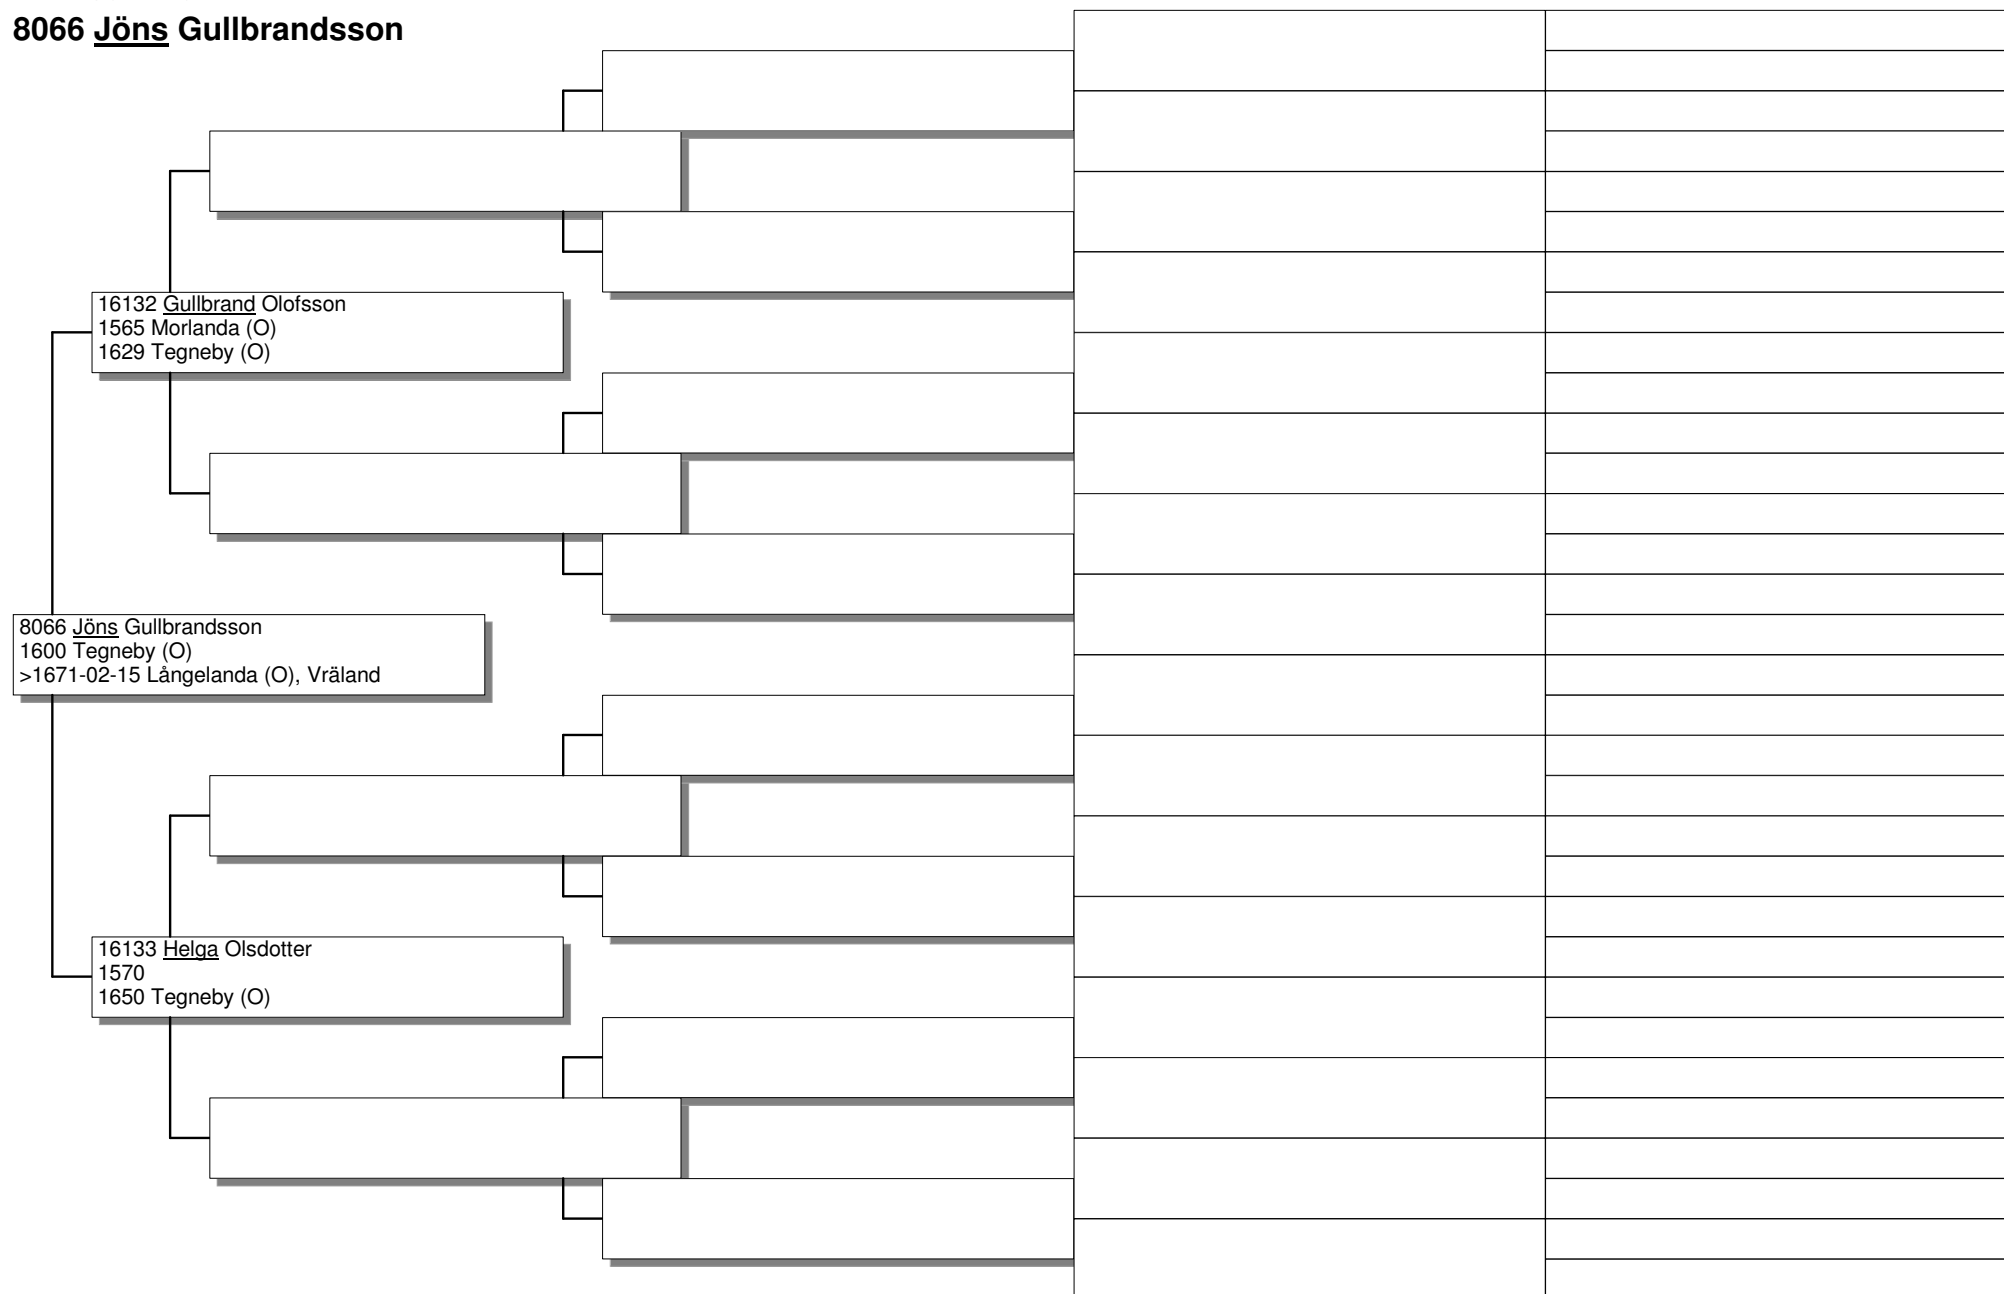 8066 Jöns Gullbrandsson
16132 Gullbrand Olofsson
1565 Morlanda (O)
1629 Tegneby (O)
8066 Jöns Gullbrandsson
1600 Tegneby (O)
>1671-02-15 Långelanda (O), Vräland
16133 Helga Olsdotter
1570
1650 Tegneby (O)